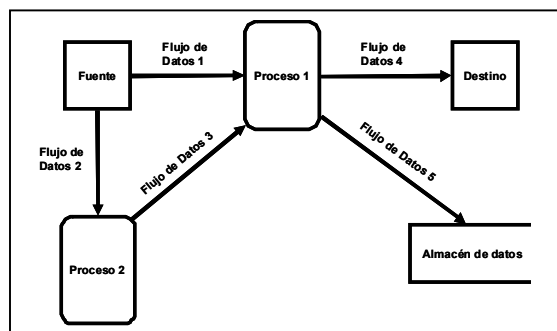 Fuente
Flujo de
Datos 1
Proceso 1
Flujo de
Datos 4
Destino
Flujo de
Datos 2
Flujo de Datos 3
Flujo de Datos 5
Proceso 2
Almacén de datos